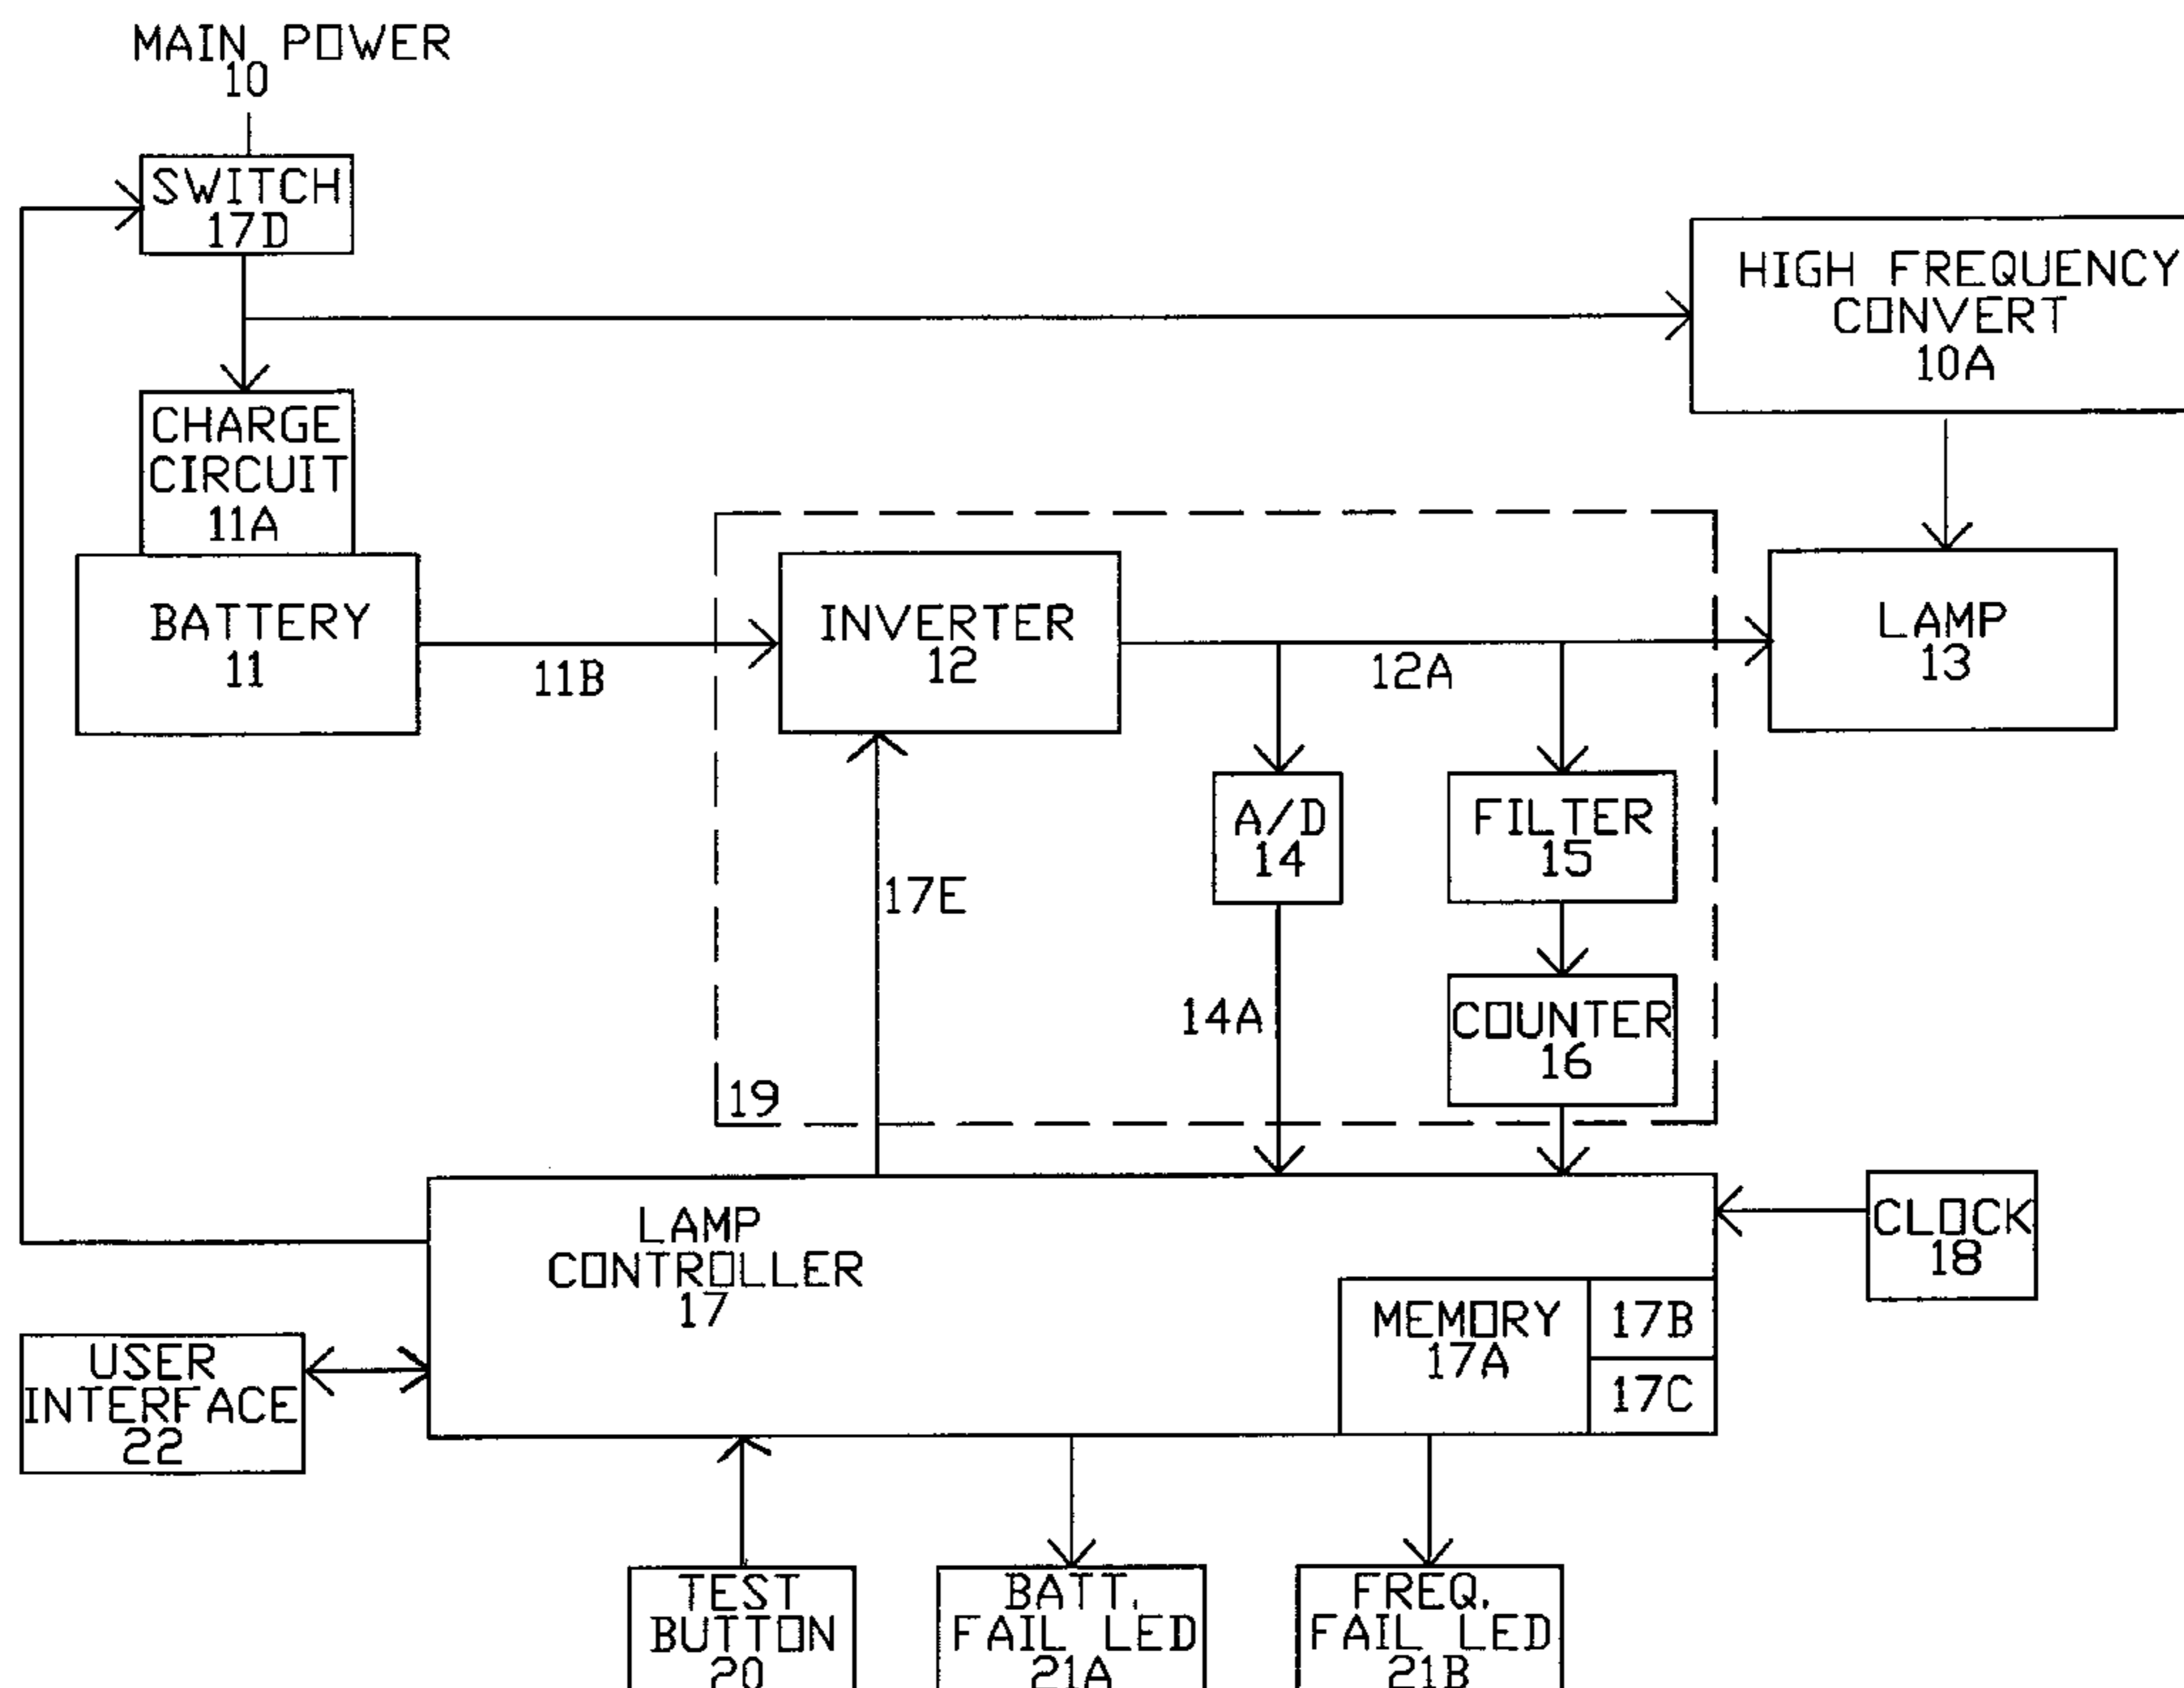 MAIN POWER
10
SWITCH
17D
HIGH FREQUENCY
CONVERT
10A
CHARGE
CIRCUIT
11A
BATTERY
11
11B
INVERTER
12
12A
LAMP
13
A/D
14
FILTER
15
17E
14A
COUNTER
16
19
LAMP
CONTROLLER
17
CLOCK
18
MEMORY
17A
17B
17C
USER
INTERFACE
22
TEST
BUTTON
20
BATT.
FAIL LED
21A
FREQ.
FAIL LED
21B